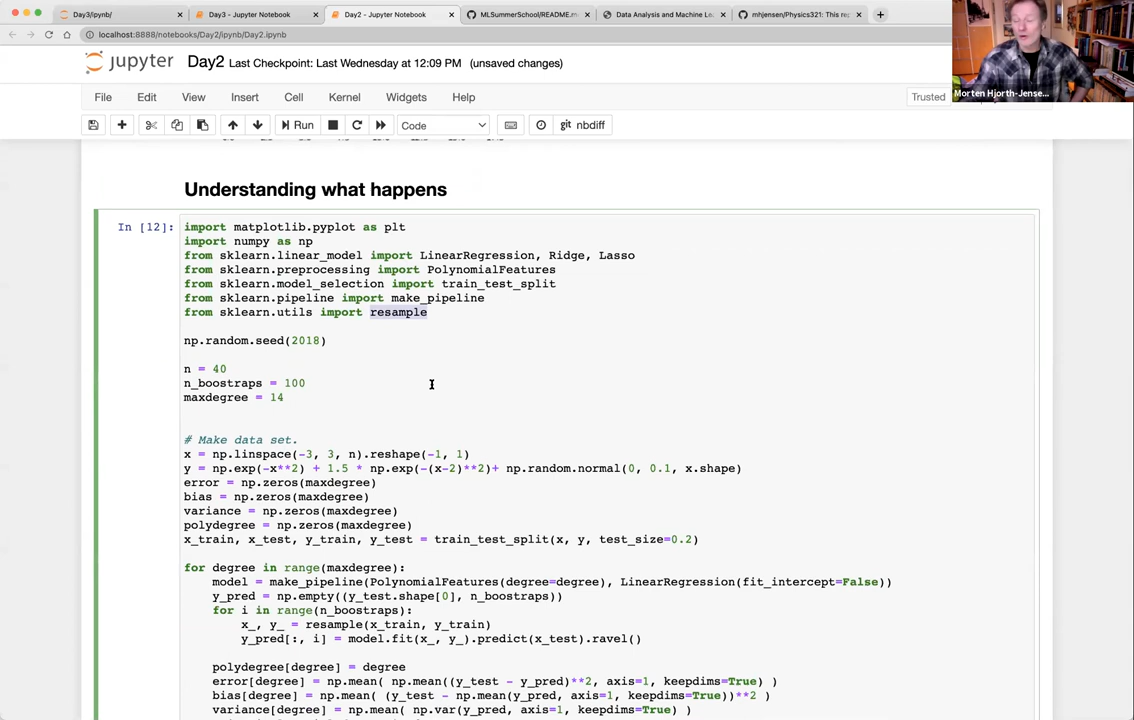 Day3/ipynb/
Day3 - Jupyter Notebook
Day2 - Jupyter Notebook
MLSummerSchool/README.m
Data Analysis and Machine Le
mhjensen/Physics321: This rep
localhost:8888/notebooks/Day2/ipynb/Day2.ipynb
Morten Hjorth-Jense...
jupyter Day2 Last Checkpoint: Last Wednesday at 12:09 PM (unsaved changes)
File Edit View Insert Cell Kernel Widgets Help Trusted
Run Code git nbdiff
Understanding what happens
In [12]: import matplotlib.pyplot as plt
import numpy as np
from sklearn.linear_model import LinearRegression, Ridge, Lasso
from sklearn.preprocessing import PolynomialFeatures
from sklearn.model_selection import train_test_split
from sklearn.pipeline import make_pipeline
from sklearn.utils import resample
np.random.seed(2018)
n = 40
n_boostraps = 100
maxdegree = 14
# Make data set.
x = np.linspace(-3, 3, n).reshape(-1, 1)
y = np.exp(-x**2) + 1.5 * np.exp(-(x-2)**2)+ np.random.normal(0, 0.1, x.shape)
error = np.zeros(maxdegree)
bias = np.zeros(maxdegree)
variance = np.zeros(maxdegree)
polydegree = np.zeros(maxdegree)
x_train, x_test, y_train, y_test = train_test_split(x, y, test_size=0.2)
for degree in range(maxdegree):
model = make_pipeline(PolynomialFeatures(degree=degree), LinearRegression(fit_intercept=False))
y_pred = np.empty((y_test.shape[0], n_boostraps))
for i in range(n_boostraps):
x_, y_ = resample(x_train, y_train)
y_pred[:, i] = model.fit(x_, y_).predict(x_test).ravel()
polydegree[degree] = degree
error[degree] = np.mean( np.mean((y_test - y_pred)**2, axis=1, keepdims=True) )
bias[degree] = np.mean( (y_test - np.mean(y_pred, axis=1, keepdims=True))**2 )
variance[degree] = np.mean( np.var(y_pred, axis=1, keepdims=True) )